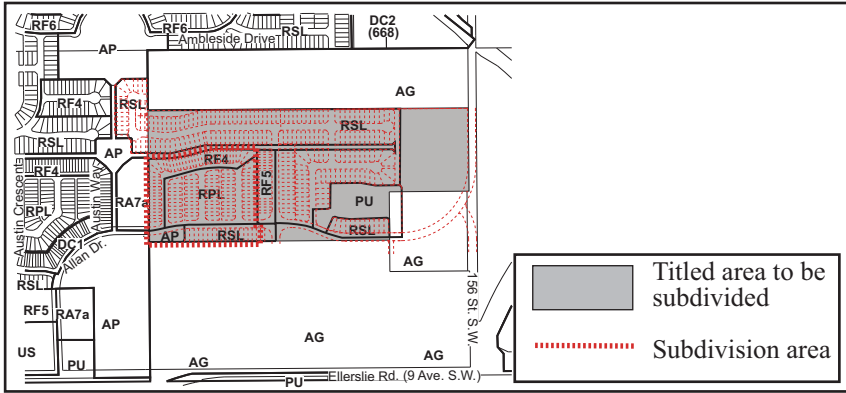 RF6
RF6
RSL
DC2
(668)
Ambleside Drive
AP
AG
RF4
RSL
RSL
RSL
AP
RF4
RF4
RPL
RPL
RF5
RA7a
PU
Austin Crescent
Austin Way
DC1
Allan Dr.
AP
RSL
RSL
AG
RSL
RF5
RA7a
AP
156 St. S.W.
US
PU
AG
AG
AG
Ellerslie Rd. (9 Ave. S.W.)
PU
Titled area to be
subdivided
Subdivision area